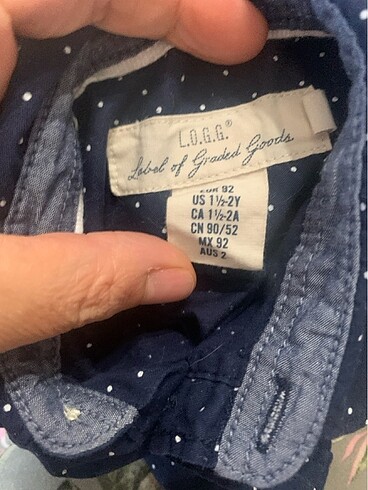 L.O.G.G.®
Label of Graded Goods
EUR 92
US 1½-2Y
CA 1½-2A
CN 90/52
MX 92
AUS 2